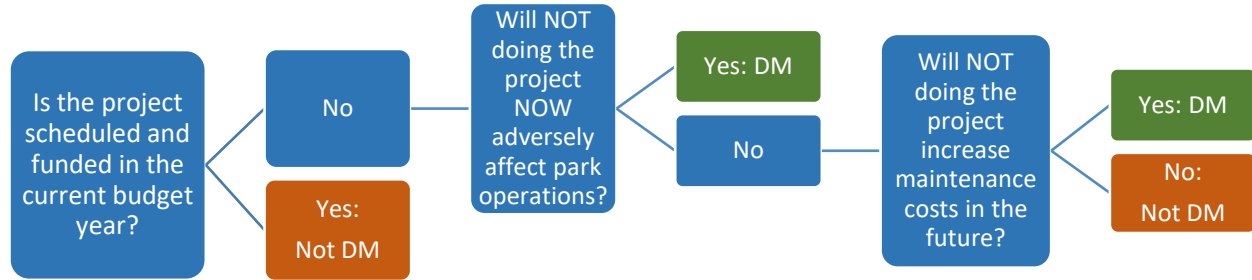 Is the project
scheduled and
funded in the
current budget
year?
No
Yes:
Not DM
Will NOT
doing the
project
NOW
adversely
affect park
operations?
Yes: DM
No
Will NOT
doing the
project
increase
maintenance
costs in the
future?
Yes: DM
No:
Not DM